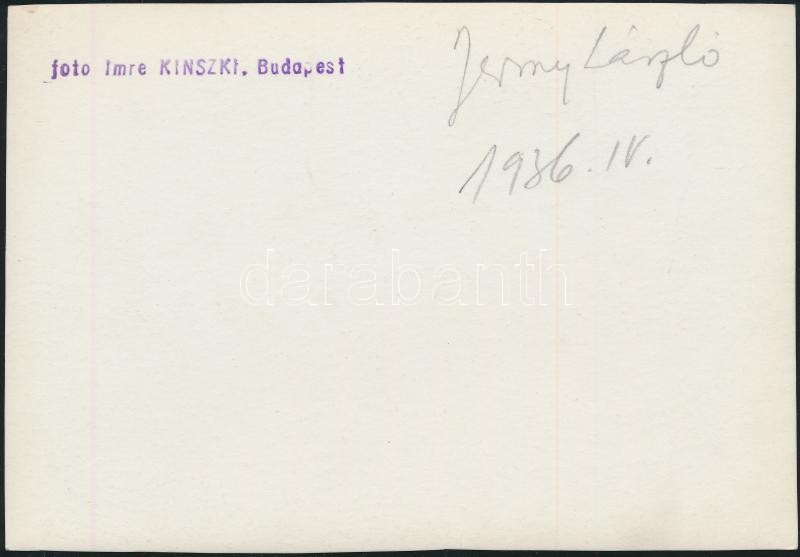 foto Imre KINSZKI, Budapest
Jermy László
1936. IV.
darabanth